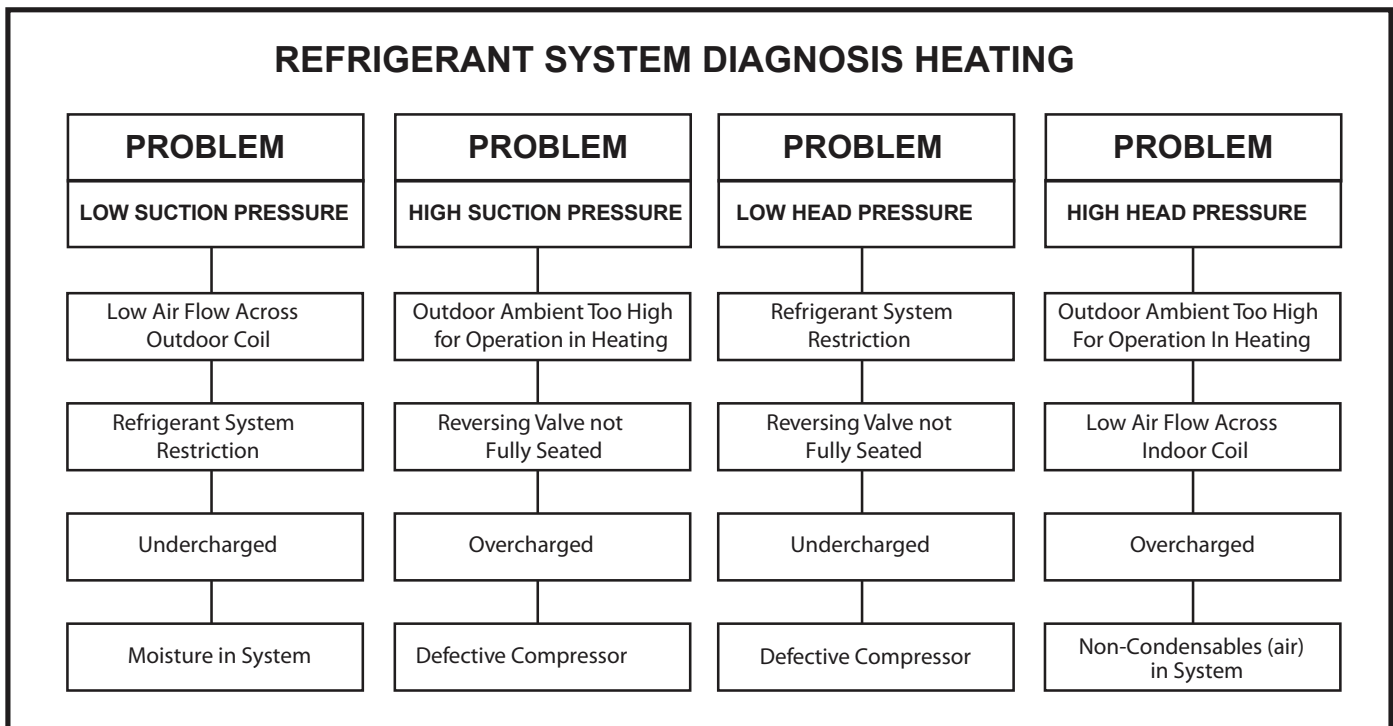 REFRIGERANT SYSTEM DIAGNOSIS HEATING
PROBLEM
LOW SUCTION PRESSURE
Low Air Flow Across
Outdoor Coil
Refrigerant System
Restriction
Undercharged
Moisture in System
PROBLEM
HIGH SUCTION PRESSURE
Outdoor Ambient Too High
for Operation in Heating
Reversing Valve not
Fully Seated
Overcharged
Defective Compressor
PROBLEM
LOW HEAD PRESSURE
Refrigerant System
Restriction
Reversing Valve not
Fully Seated
Undercharged
Defective Compressor
PROBLEM
HIGH HEAD PRESSURE
Outdoor Ambient Too High
For Operation In Heating
Low Air Flow Across
Indoor Coil
Overcharged
Non-Condensables (air)
in System